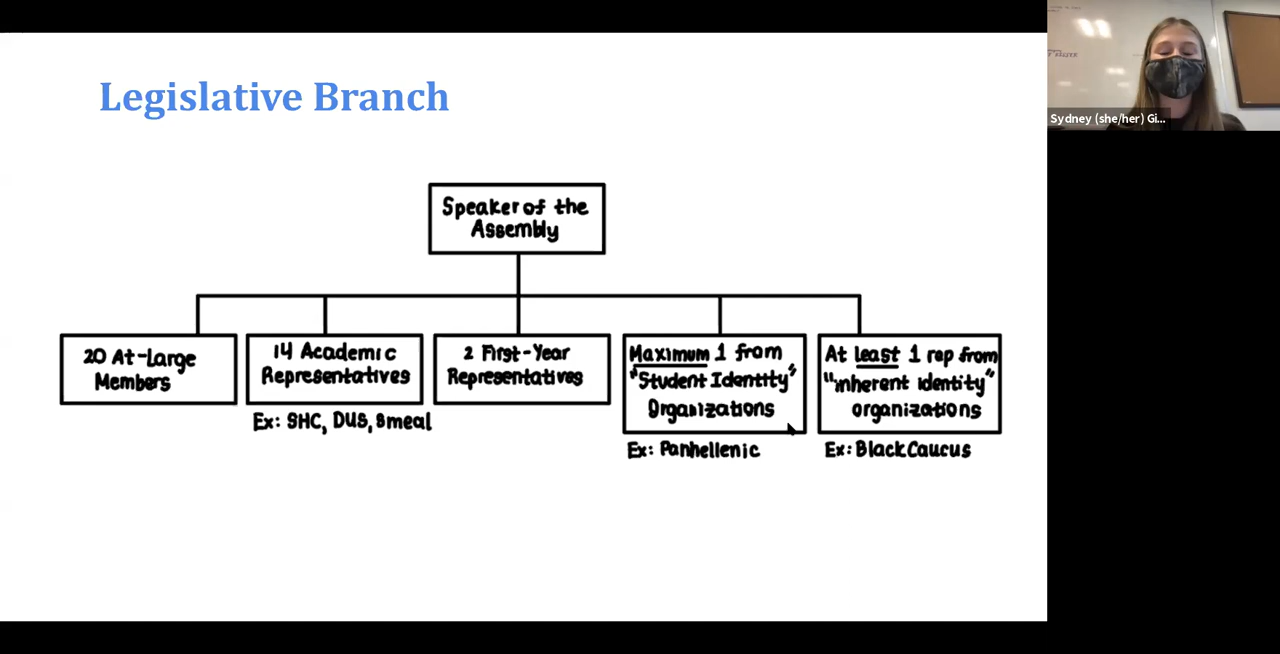 Legislative Branch
Sydney (she/her) Gi...
Speaker of the
Assembly
20 At-Large
Members
14 Academic
Representatives
Ex: SHC, DUS, Smeal
2 First-Year
Representatives
Maximum 1 from
"Student Identity"
Organizations
Ex: Panhellenic
At least 1 rep from
"inherent identity"
organizations
Ex: Black Caucus